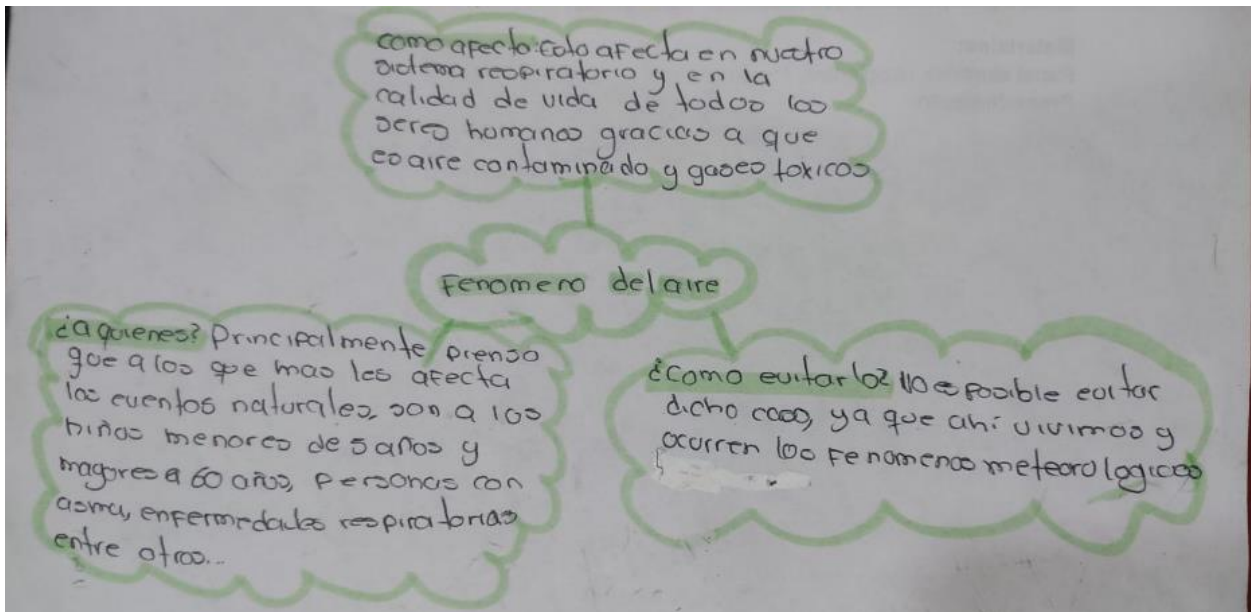 como afecto: esto afecta en nuestro
sistema respiratorio y en la
calidad de vida de todos los
seres humanos gracias a que
es aire contaminado y gases toxicos
Fenomeno del aire
¿a quienes? Principalmente pienso
que a los que mas les afecta
los eventos naturales, son a los
niños menores de 5 años y
mayores a 60 años, Personas con
asma, enfermedades respiratorias
entre otros...
¿como evitarlo? no es posible evitar
dicho caso, ya que ahí vivimos y
ocurren los Fenomenos meteorologicos